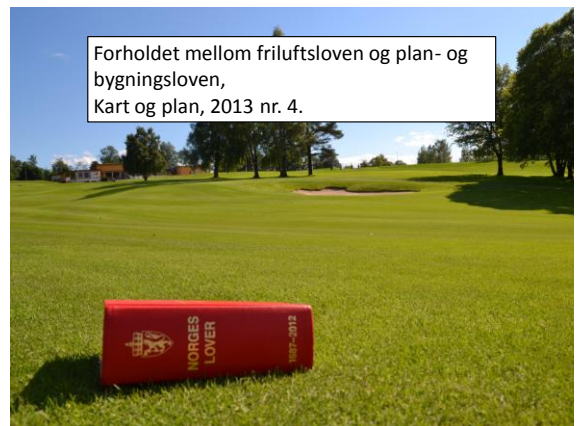 Forholdet mellom friluftsloven og plan- og
bygningsloven,
Kart og plan, 2013 nr. 4.
NORGES
LOVER
1687–2012